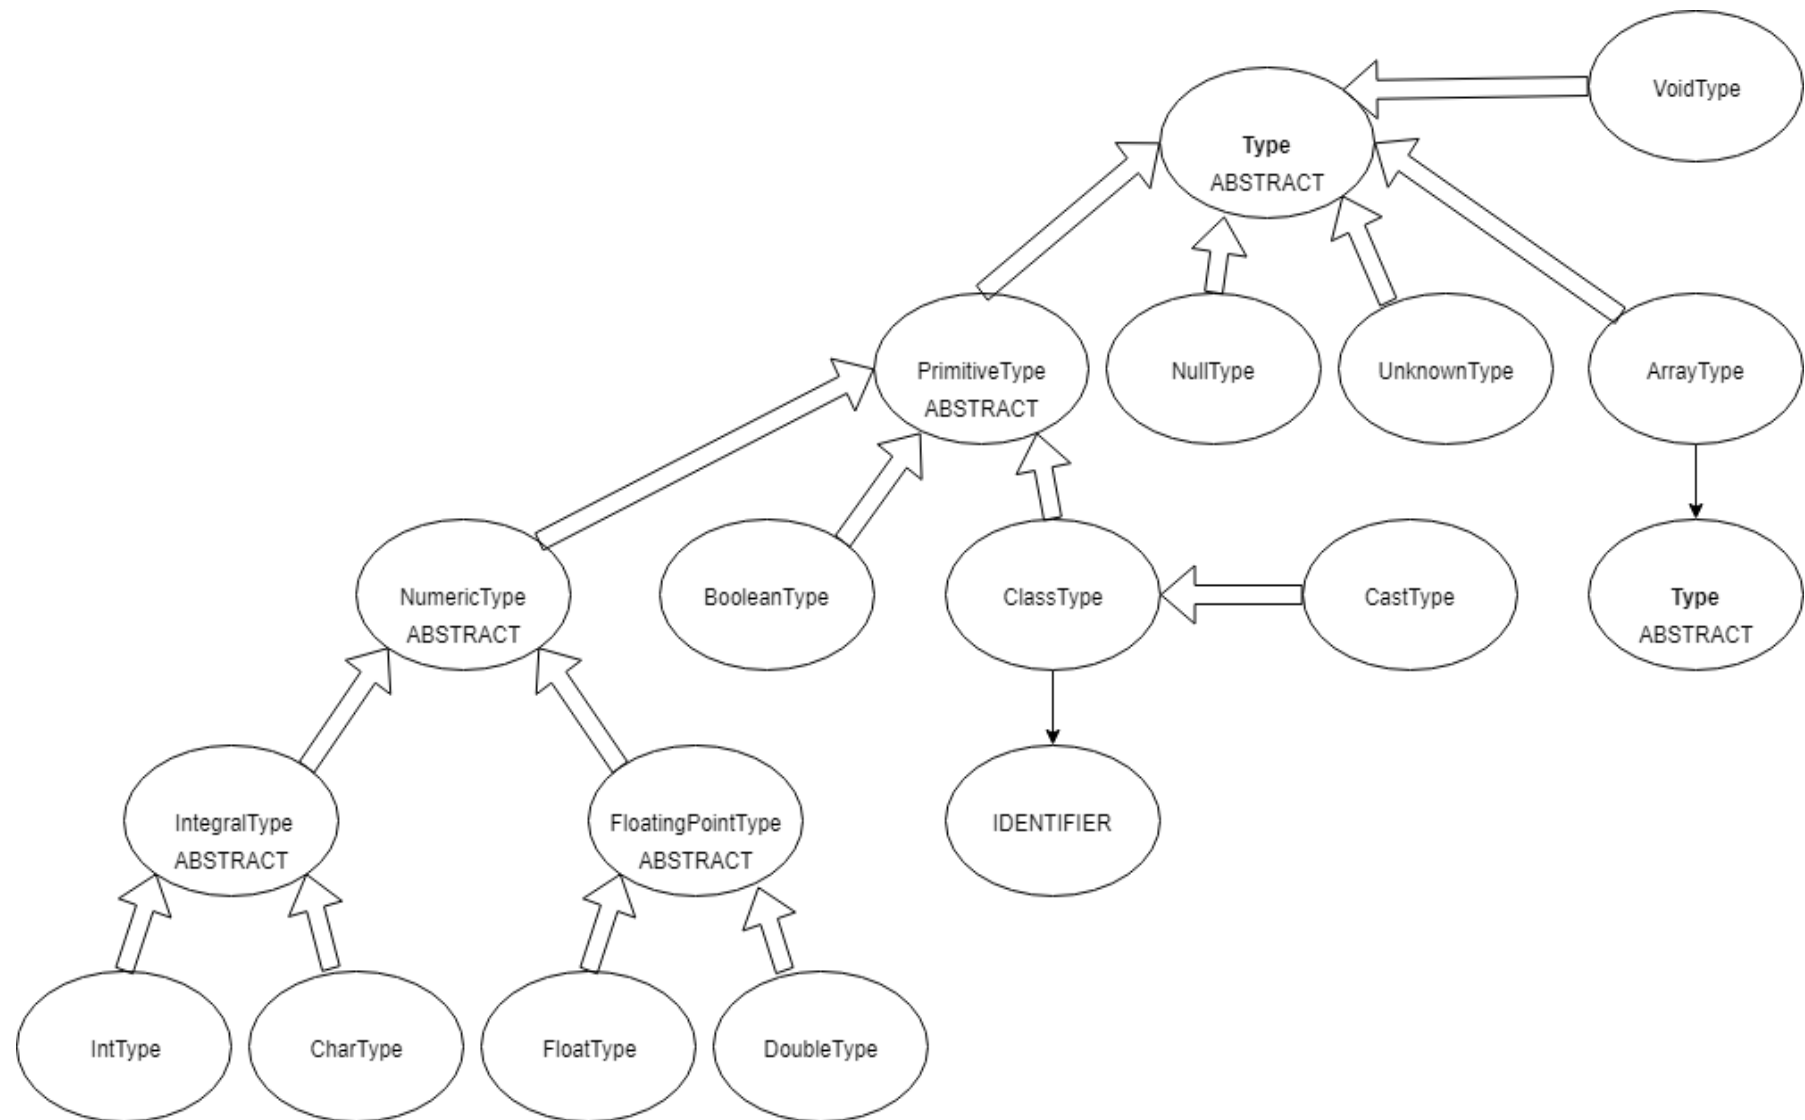 VoidType
Type
ABSTRACT
PrimitiveType
ABSTRACT
NullType
UnknownType
ArrayType
NumericType
ABSTRACT
BooleanType
ClassType
CastType
Type
ABSTRACT
IntegralType
ABSTRACT
FloatingPointType
ABSTRACT
IDENTIFIER
IntType
CharType
FloatType
DoubleType